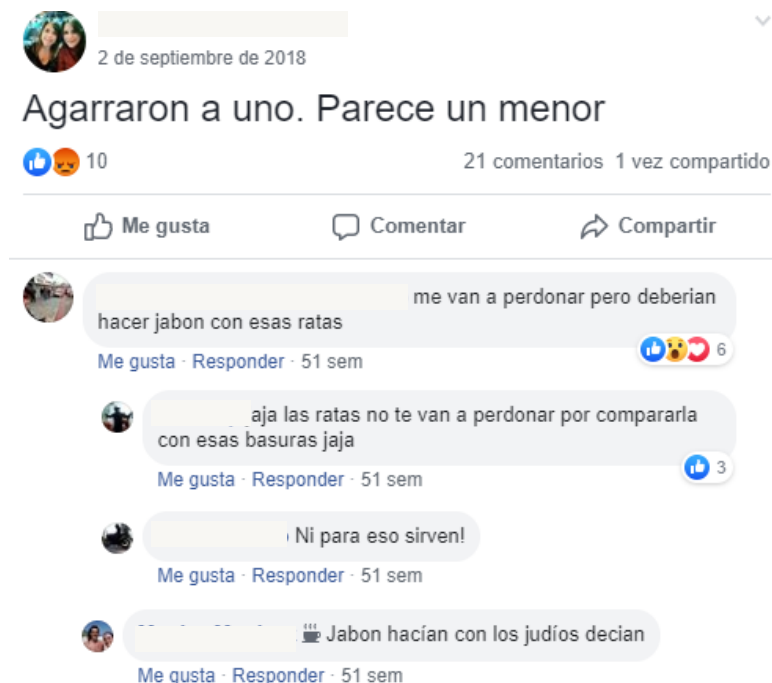 2 de septiembre de 2018
Agarraron a uno. Parece un menor
10
21 comentarios 1 vez compartido
Me gusta
Comentar
Compartir
me van a perdonar pero deberian
hacer jabon con esas ratas
6
Me gusta · Responder · 51 sem
aja las ratas no te van a perdonar por compararla
con esas basuras jaja
3
Me gusta · Responder · 51 sem
Ni para eso sirven!
Me gusta · Responder · 51 sem
☕ Jabon hacían con los judíos decian
Me gusta · Responder · 51 sem